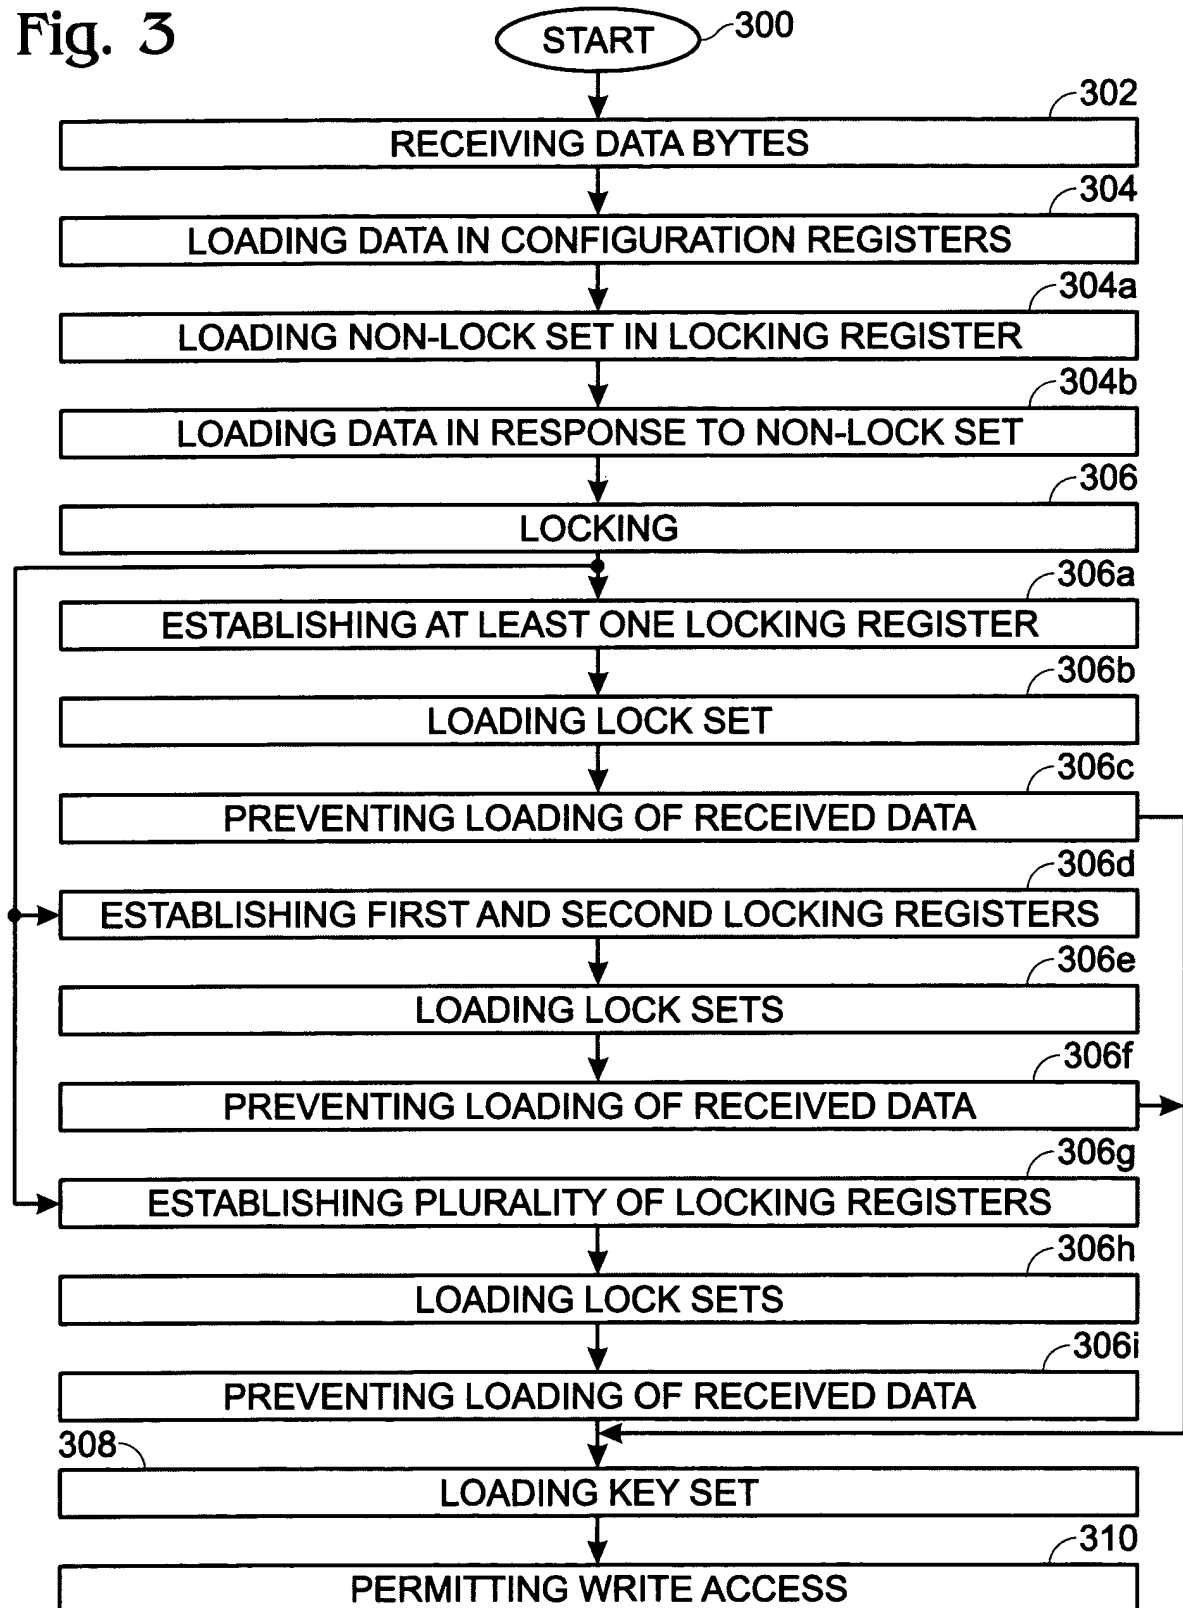 Fig. 3
START
300
302
RECEIVING DATA BYTES
304
LOADING DATA IN CONFIGURATION REGISTERS
304a
LOADING NON-LOCK SET IN LOCKING REGISTER
304b
LOADING DATA IN RESPONSE TO NON-LOCK SET
306
LOCKING
306a
ESTABLISHING AT LEAST ONE LOCKING REGISTER
306b
LOADING LOCK SET
306c
PREVENTING LOADING OF RECEIVED DATA
306d
ESTABLISHING FIRST AND SECOND LOCKING REGISTERS
306e
LOADING LOCK SETS
306f
PREVENTING LOADING OF RECEIVED DATA
306g
ESTABLISHING PLURALITY OF LOCKING REGISTERS
306h
LOADING LOCK SETS
306i
PREVENTING LOADING OF RECEIVED DATA
308
LOADING KEY SET
310
PERMITTING WRITE ACCESS